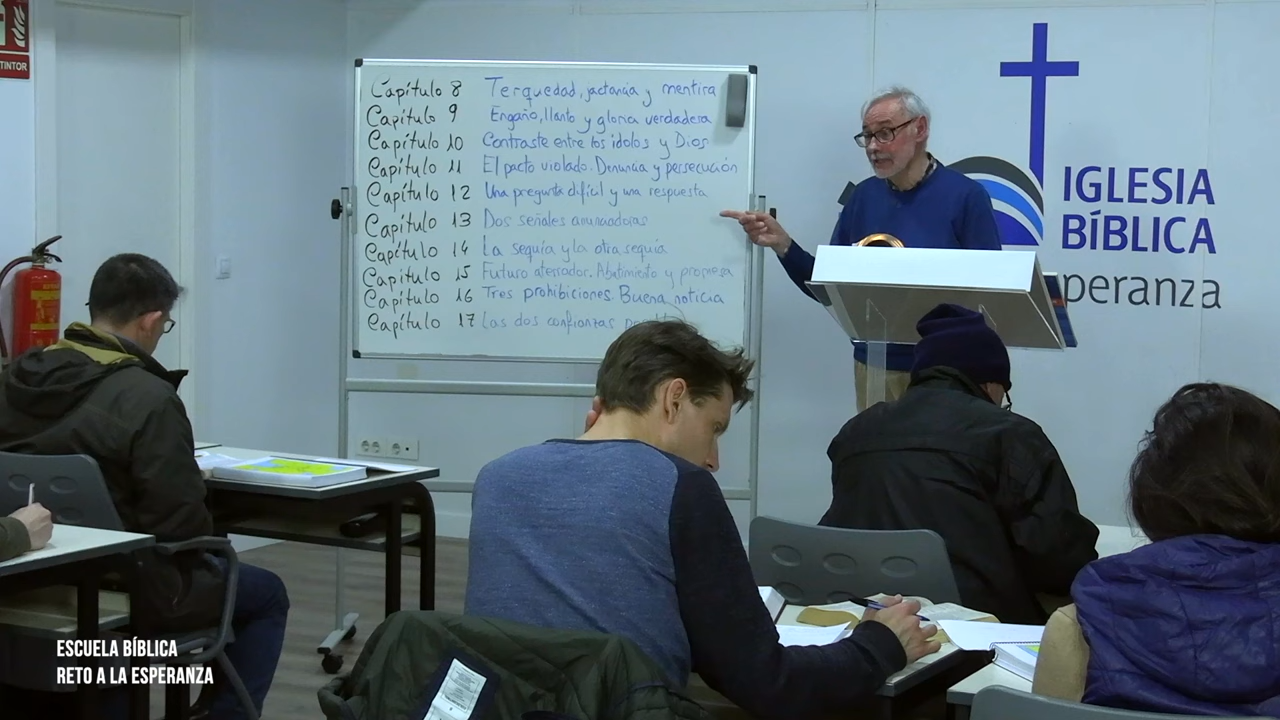 TINTOR
Capítulo 8 Terquedad, jactancia y mentira
Capítulo 9 Engaño, llanto y gloria verdadera
Capítulo 10 Contraste entre los ídolos y Dios
Capítulo 11 El pacto violado. Denuncia y persecución
Capítulo 12 Una pregunta difícil y una respuesta
Capítulo 13 Dos señales anunciadoras
Capítulo 14 La sequía y la otra sequía
Capítulo 15 Futuro aterrador. Abatimiento y promesa
Capítulo 16 Tres prohibiciones. Buena noticia
Capítulo 17 Las dos confianzas
IGLESIA
BÍBLICA
peranza
ESCUELA BÍBLICA
RETO A LA ESPERANZA